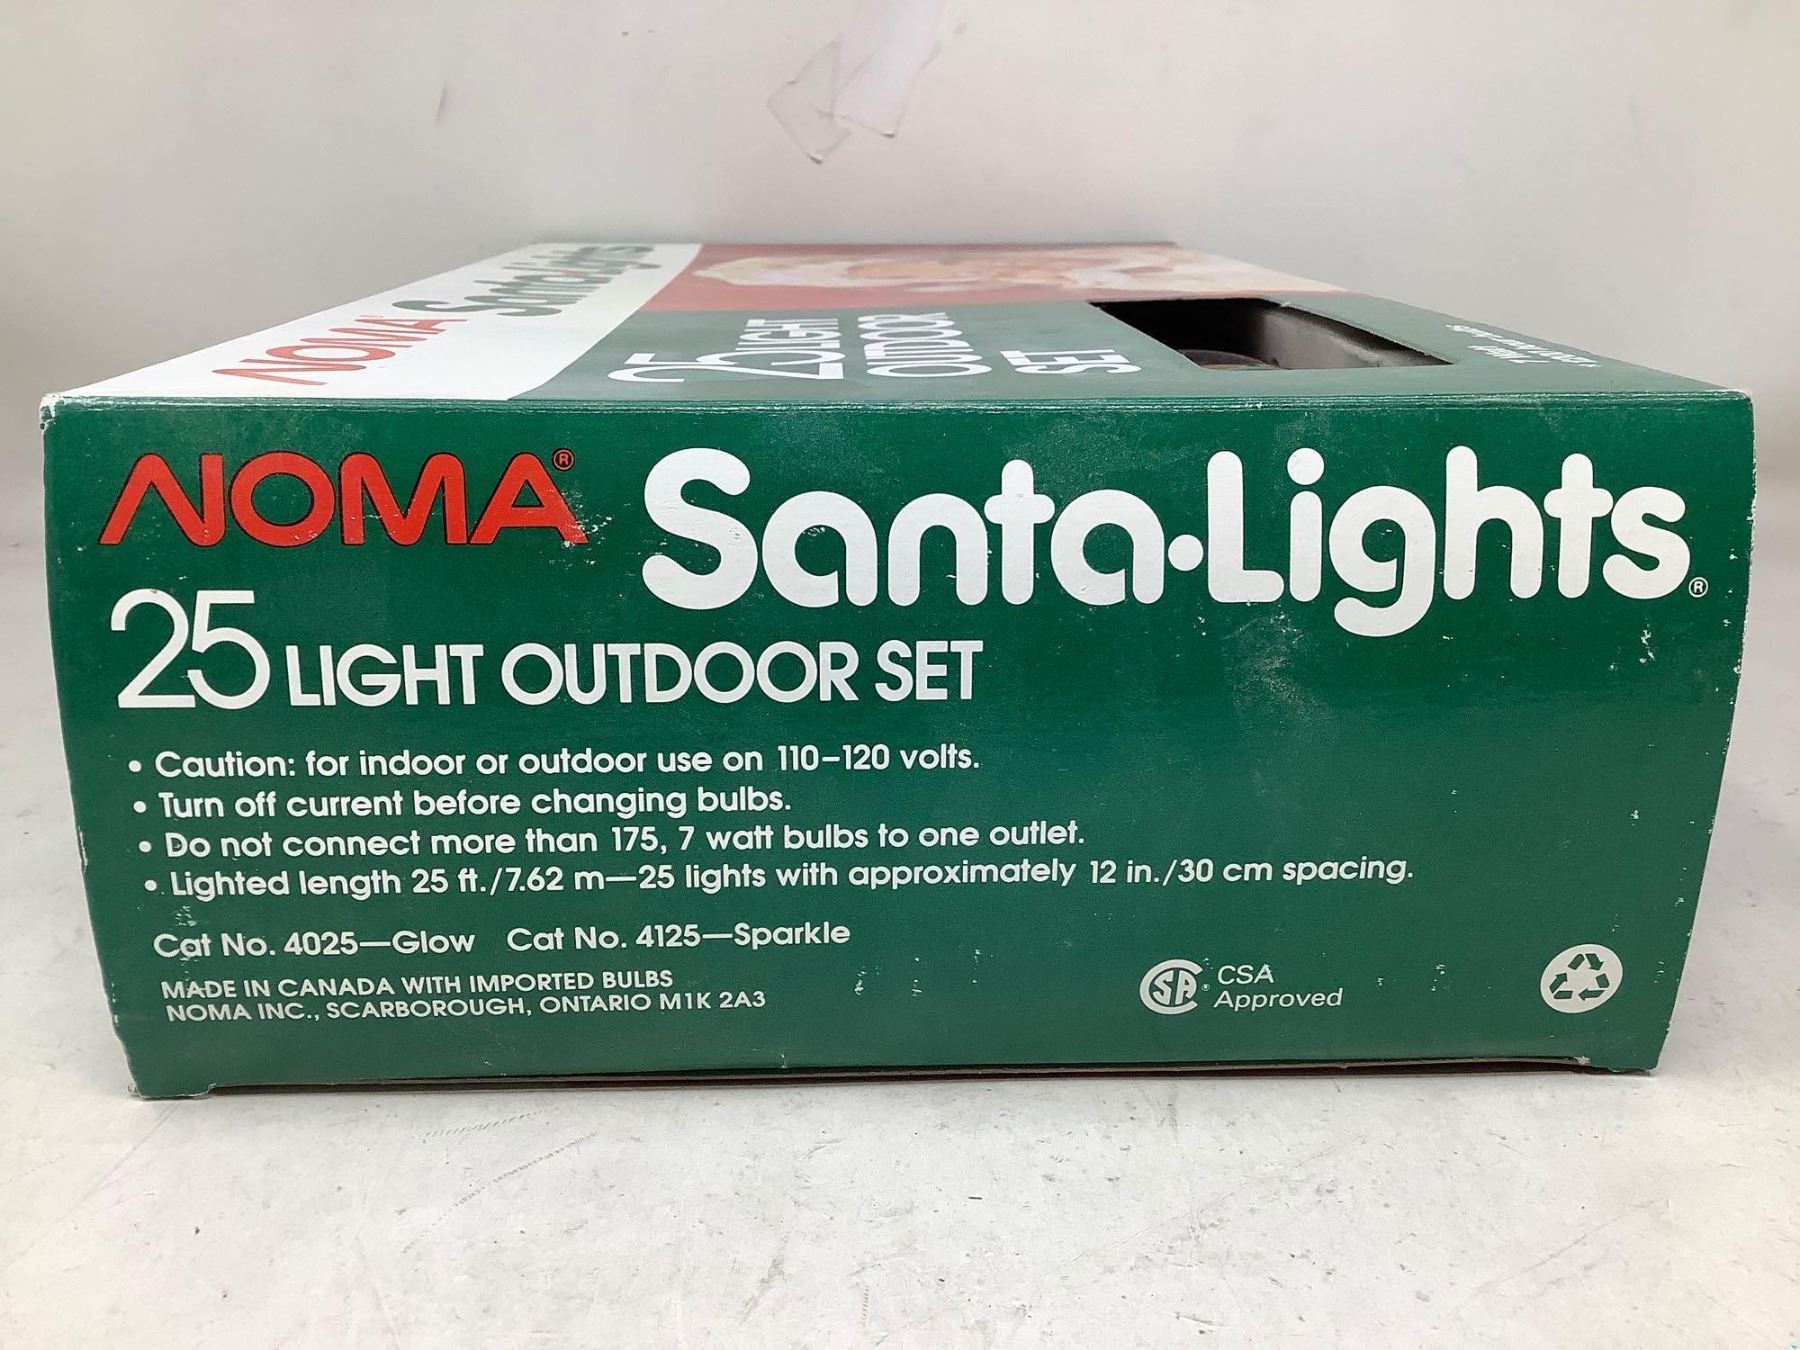 NOMA® Santa·Lights
25 LIGHT
OUTDOOR
SET
NOMA® Santa·Lights®
25 LIGHT OUTDOOR SET
• Caution: for indoor or outdoor use on 110–120 volts.
• Turn off current before changing bulbs.
• Do not connect more than 175, 7 watt bulbs to one outlet.
• Lighted length 25 ft./7.62 m—25 lights with approximately 12 in./30 cm spacing.
Cat No. 4025—Glow Cat No. 4125—Sparkle
MADE IN CANADA WITH IMPORTED BULBS
NOMA INC., SCARBOROUGH, ONTARIO M1K 2A3
CSA
Approved